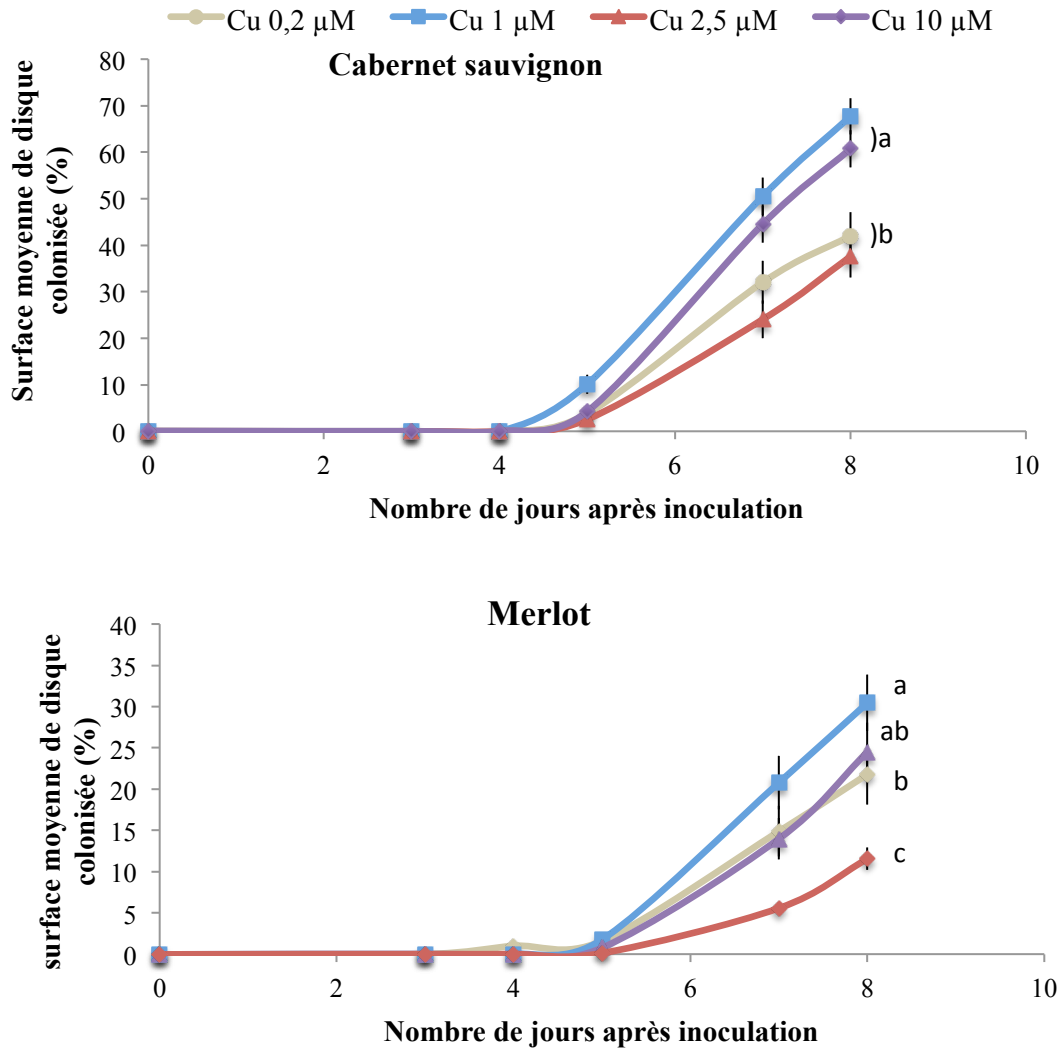 Cu 0,2 µM Cu 1 µM Cu 2,5 µM Cu 10 µM
Cabernet sauvignon
Surface moyenne de disque
colonisée (%)
80
70
60
50
40
30
20
10
0
)a
)b
0 2 4 6 8 10
Nombre de jours après inoculation
Merlot
surface moyenne de disque
colonisée (%)
40
35
30
25
20
15
10
5
0
a
ab
b
c
0 2 4 6 8 10
Nombre de jours après inoculation